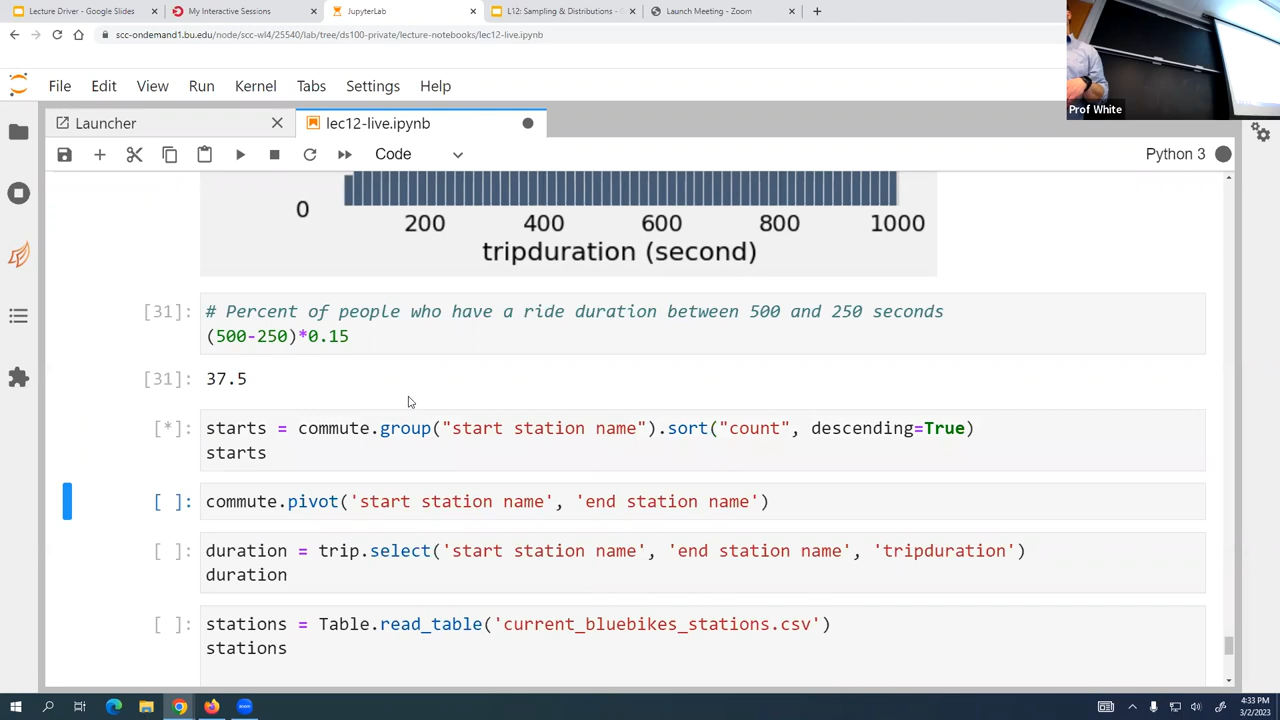 Lecture Driver - Google Slides
My Interactive Sessions
JupyterLab
L12: Sampling & Distributions -
Launch Meeting - Zoom
scc-ondemand1.bu.edu/node/scc-wl4/25540/lab/tree/ds100-private/lecture-notebooks/lec12-live.ipynb
Prof White
File Edit View Run Kernel Tabs Settings Help
Launcher
lec12-live.ipynb
Code
Python 3
0
200 400 600 800 1000
tripduration (second)
[31]: # Percent of people who have a ride duration between 500 and 250 seconds
(500-250)*0.15
[31]: 37.5
[*]: starts = commute.group("start station name").sort("count", descending=True)
starts
[ ]: commute.pivot('start station name', 'end station name')
[ ]: duration = trip.select('start station name', 'end station name', 'tripduration')
duration
[ ]: stations = Table.read_table('current_bluebikes_stations.csv')
stations
4:33 PM
3/2/2023